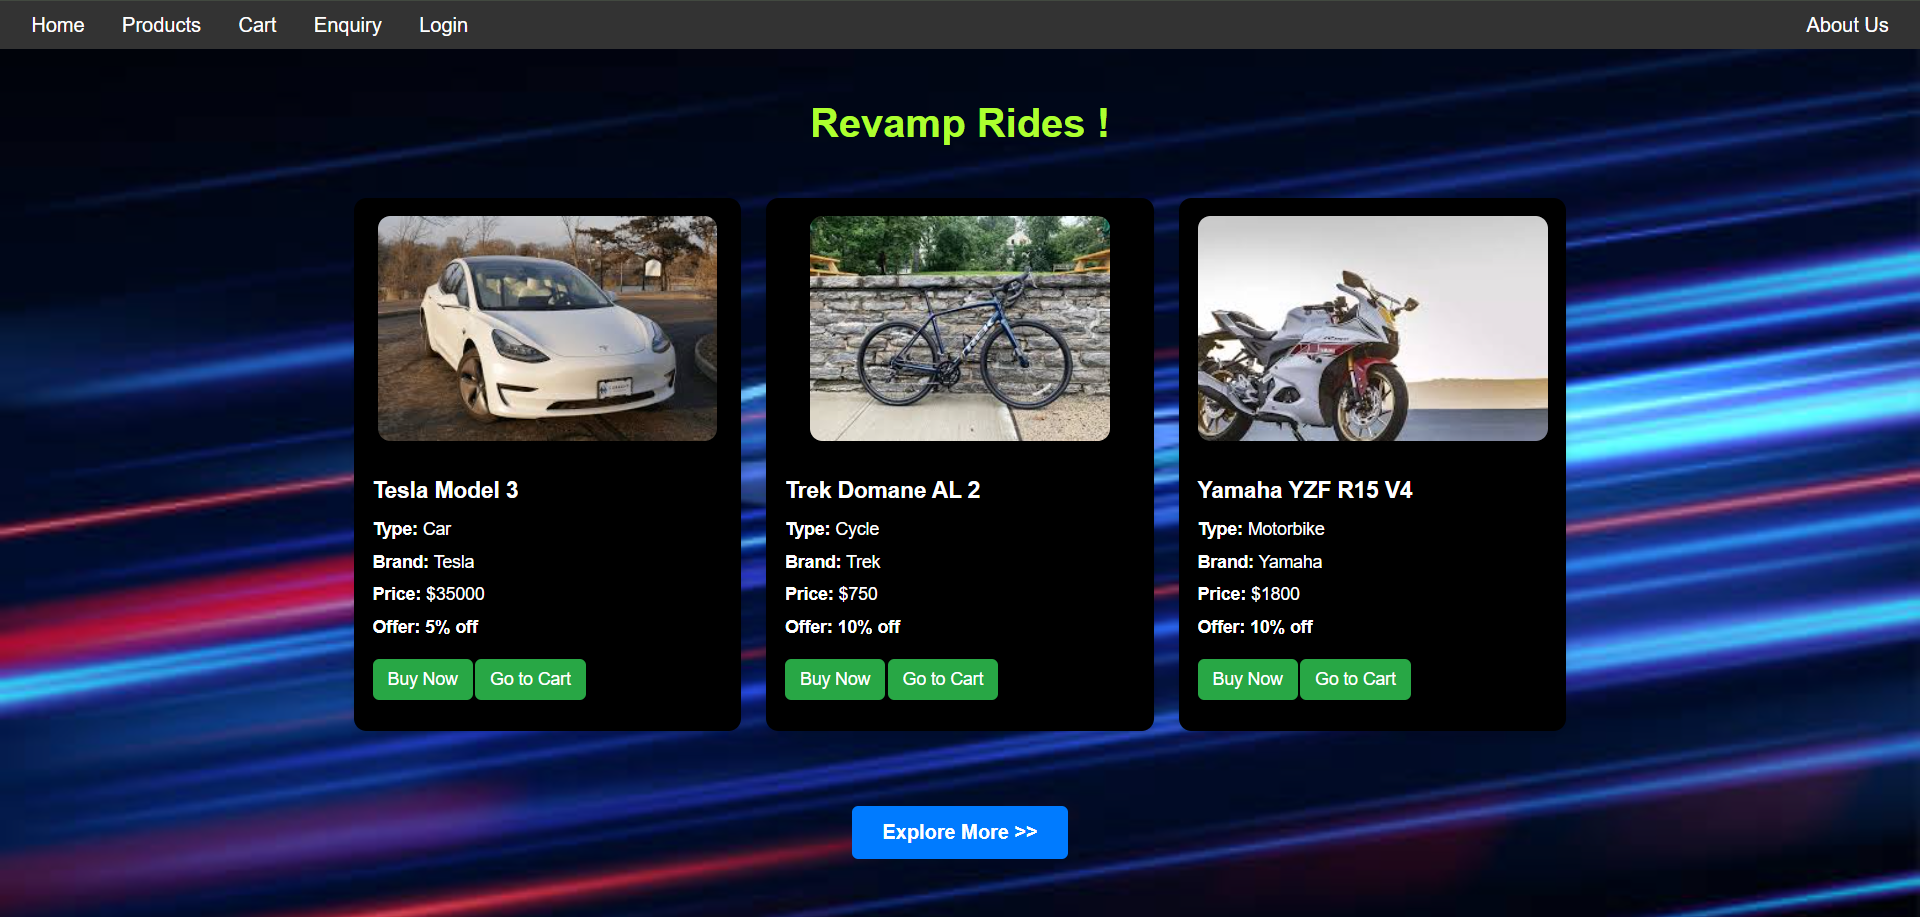 Home Products Cart Enquiry Login About Us
Revamp Rides !
Tesla Model 3
Type: Car
Brand: Tesla
Price: $35000
Offer: 5% off
Buy Now Go to Cart
Trek Domane AL 2
Type: Cycle
Brand: Trek
Price: $750
Offer: 10% off
Buy Now Go to Cart
Yamaha YZF R15 V4
Type: Motorbike
Brand: Yamaha
Price: $1800
Offer: 10% off
Buy Now Go to Cart
Explore More >>